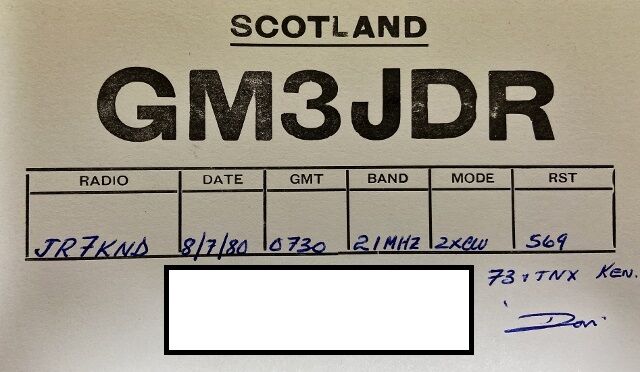 SCOTLAND
GM3JDR
RADIO DATE GMT BAND MODE RST
JR7KND 8/7/80 0730 21MHZ 2XCW 569
73 + TNX KEN.
Don